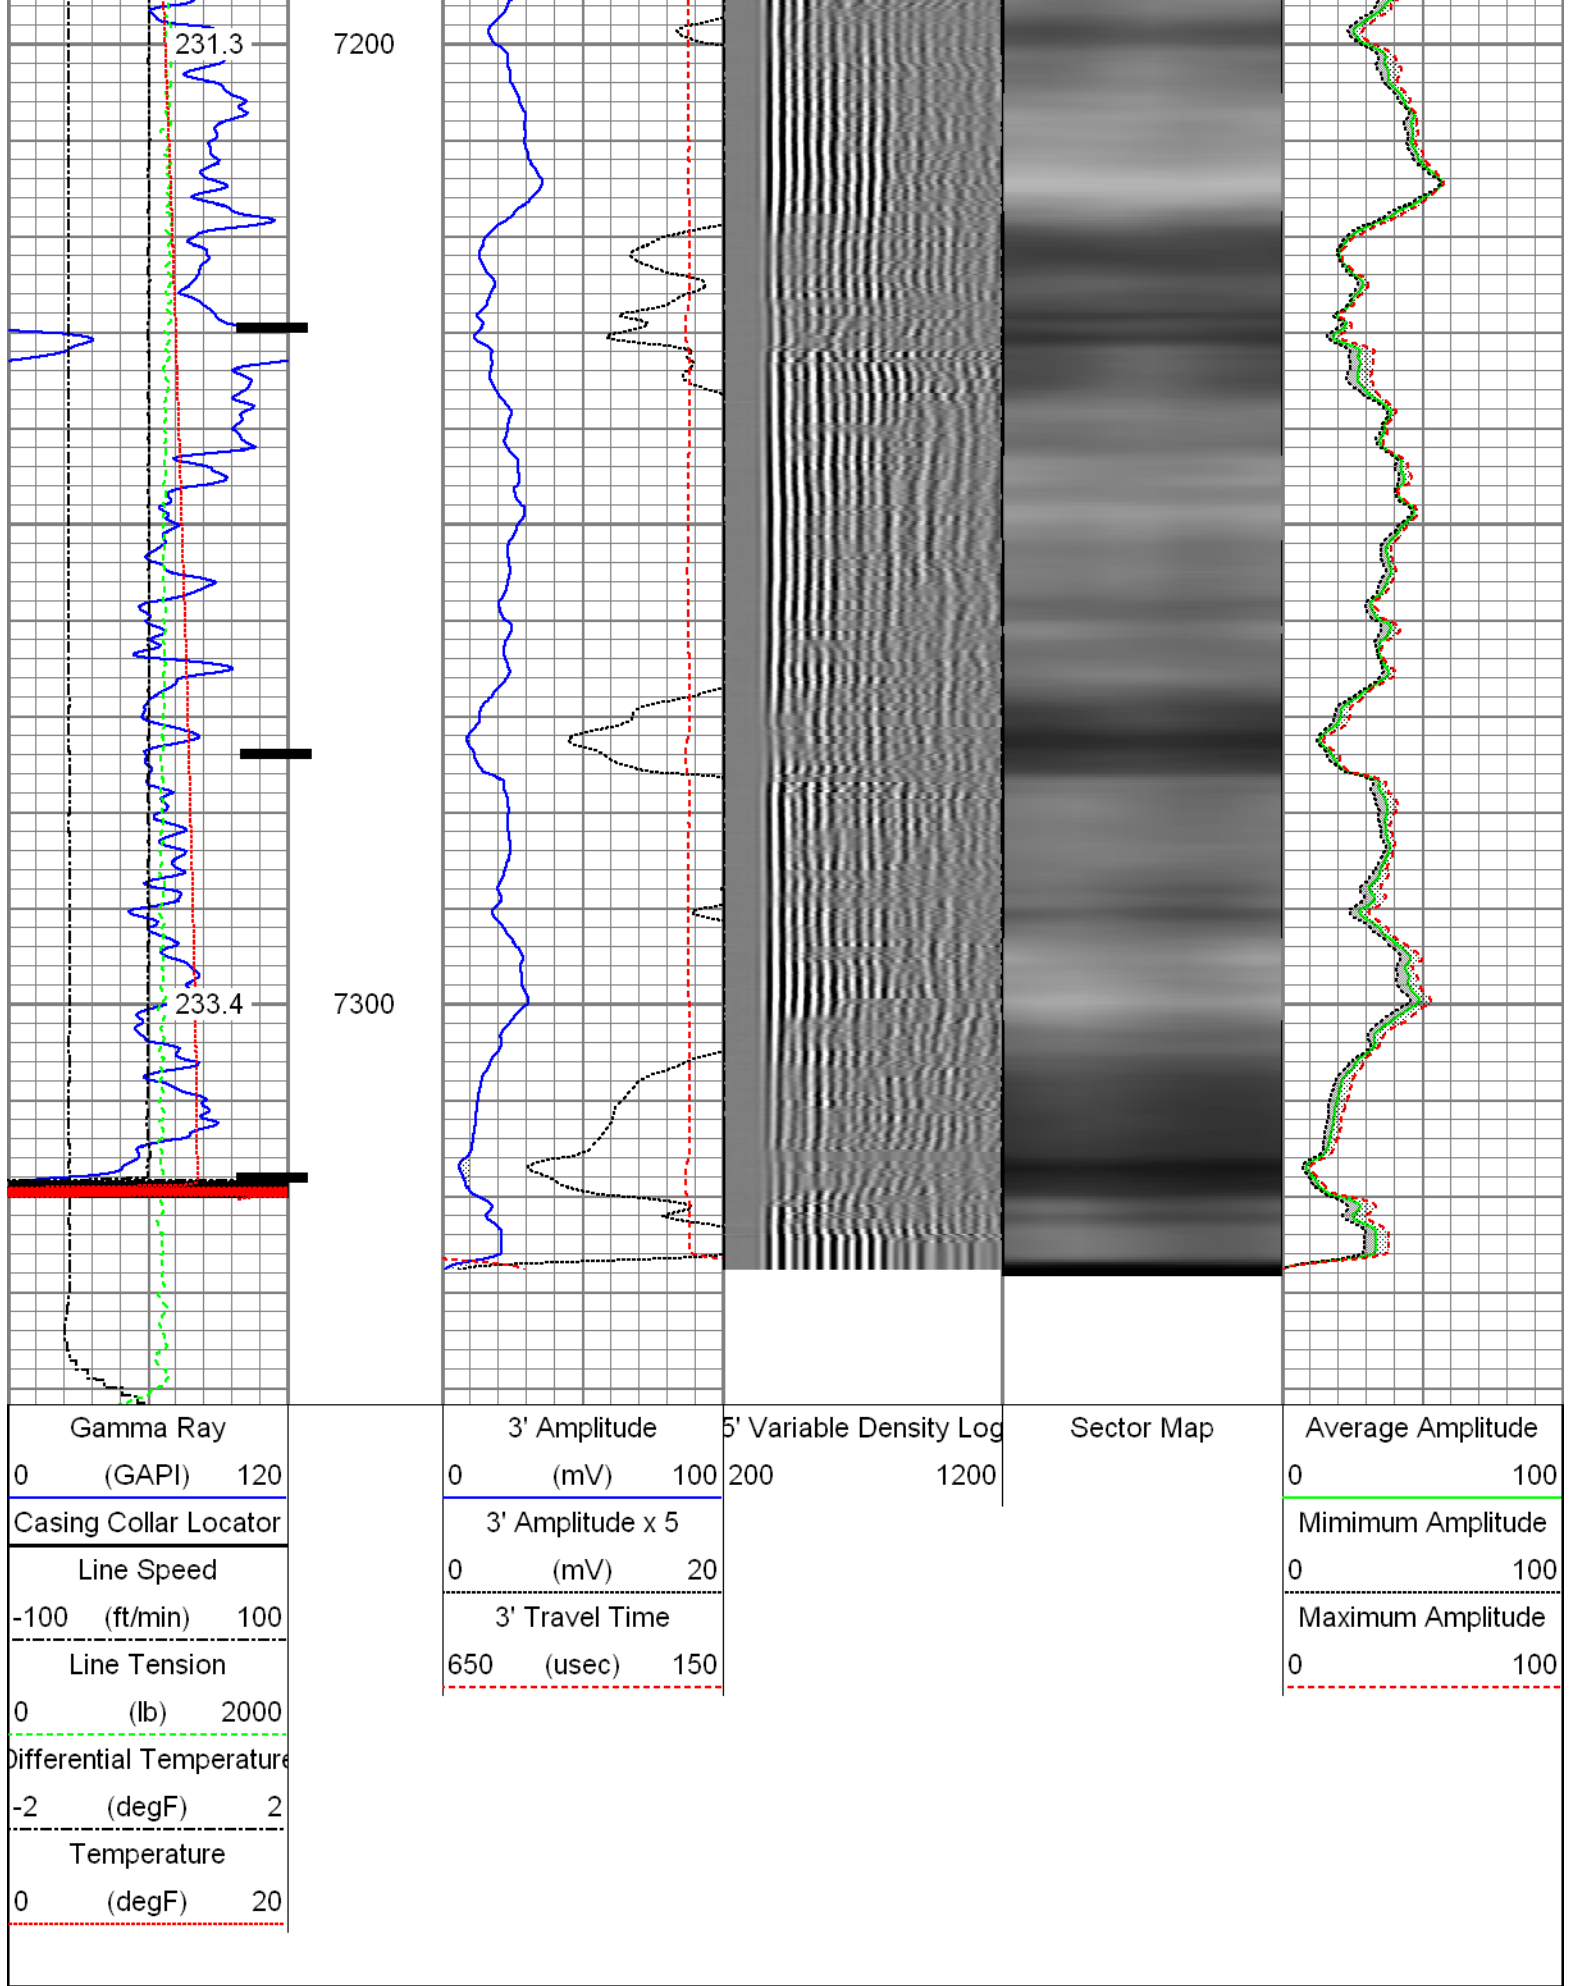 231.3
7200
233.4
7300
Gamma Ray
0 (GAPI) 120
Casing Collar Locator
Line Speed
-100 (ft/min) 100
Line Tension
0 (lb) 2000
Differential Temperature
-2 (degF) 2
Temperature
0 (degF) 20
3' Amplitude
0 (mV) 100
3' Amplitude x 5
0 (mV) 20
3' Travel Time
650 (usec) 150
5' Variable Density Log
200 1200
Sector Map
Average Amplitude
0 100
Mimimum Amplitude
0 100
Maximum Amplitude
0 100